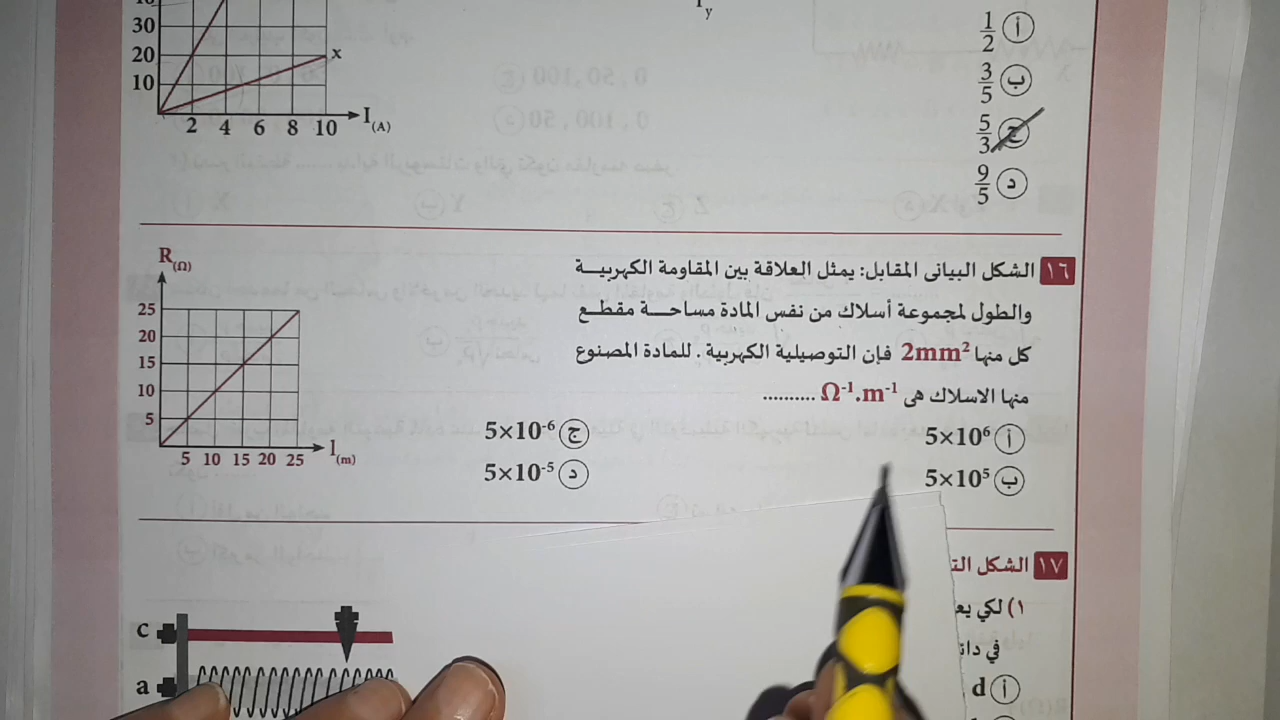 30
20
10
x
2 4 6 8 10
I(A)
Iy
أ 1/2
ب 3/5
ج 5/3
د 9/5
١٦ الشكل البيانى المقابل: يمثل العلاقة بين المقاومة الكهربية
والطول لمجموعة أسلاك من نفس المادة مساحة مقطع
كل منها 2mm² فإن التوصيلية الكهربية . للمادة المصنوع
منها الاسلاك هى Ω⁻¹.m⁻¹ ..........
أ 5×10⁶
ج 5×10⁻⁶
ب 5×10⁵
د 5×10⁻⁵
R(Ω)
25
20
15
10
5
5 10 15 20 25
l(m)
١٧ الشكل
١) لكي
أ d
c
a